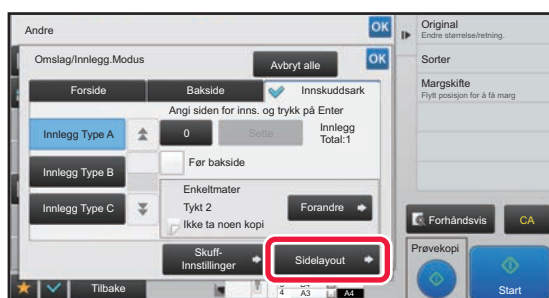 Andre
OK
Omslag/Innlegg.Modus
Avbryt alle
OK
Forside
Bakside
Innskuddsark
Angi siden for inns. og trykk på Enter
Innlegg Type A
0
Sette
Innlegg
Total:1
Før bakside
Innlegg Type B
Enkeltmater
Tykt 2
Ikke ta noen kopi
Forandre
Innlegg Type C
Skuff-
Innstillinger
Sidelayout
Tilbake
4
A3
A4
Original
Endre størrelse/retning.
Sorter
Margskifte
Flytt posisjon for å få marg
Forhåndsvis
CA
Prøvekopi
Start